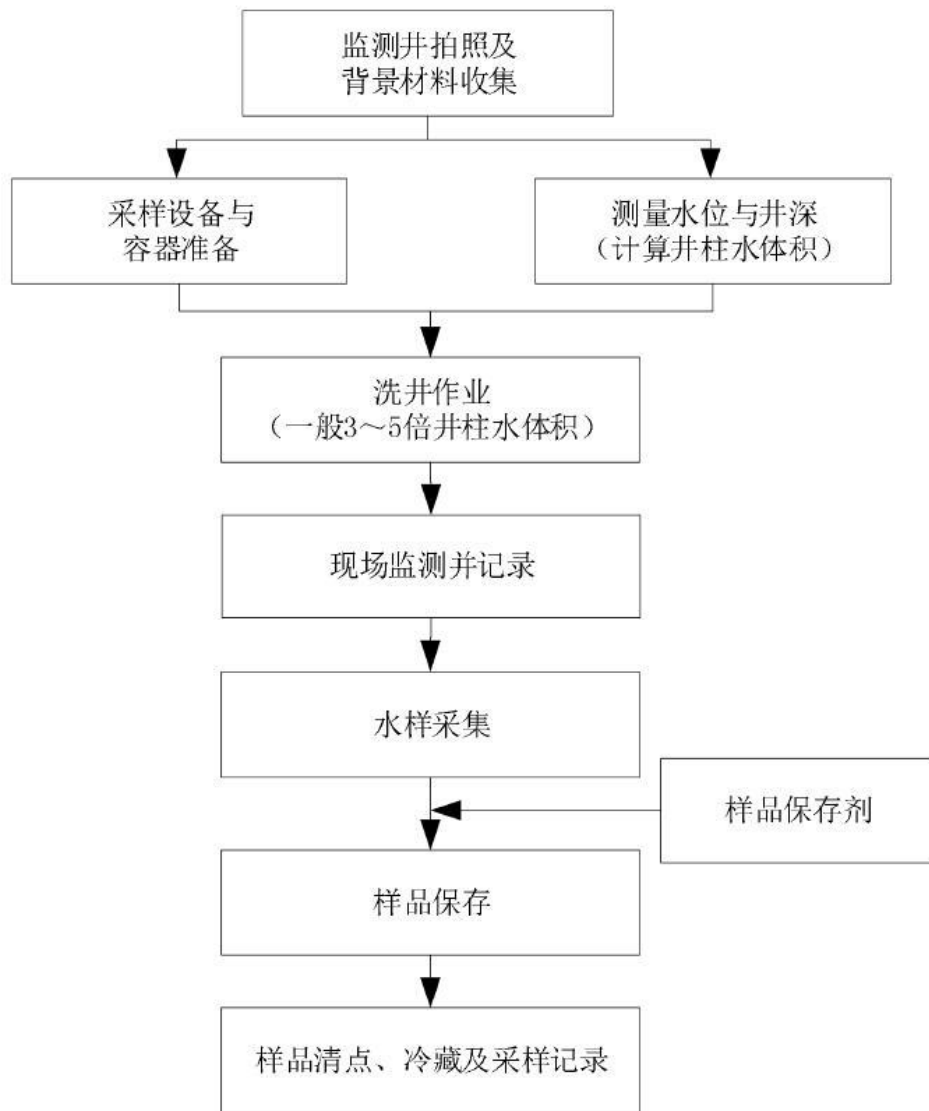 监测井拍照及
背景材料收集
采样设备与
容器准备
测量水位与井深
（计算井柱水体积）
洗井作业
（一般3～5倍井柱水体积）
现场监测并记录
水样采集
样品保存剂
样品保存
样品清点、冷藏及采样记录